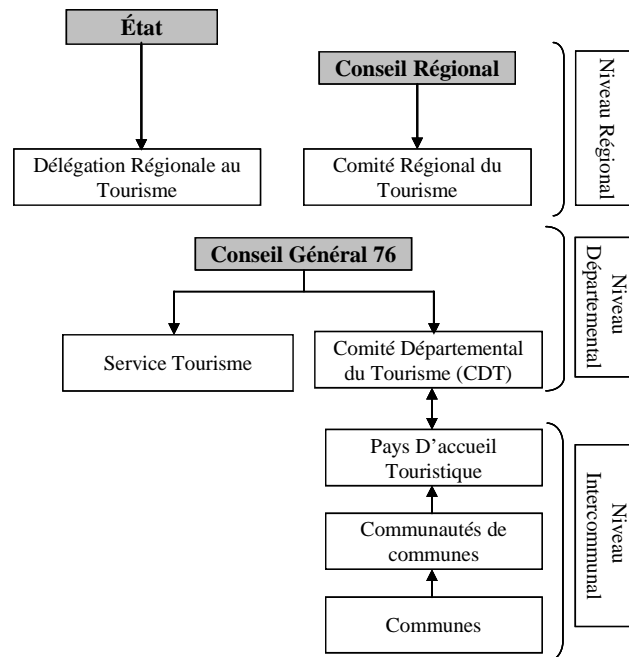 État
Conseil Régional
Délégation Régionale au
Tourisme
Comité Régional du
Tourisme
Niveau Régional
Conseil Général 76
Service Tourisme
Comité Départemental
du Tourisme (CDT)
Niveau
Départemental
Pays D’accueil
Touristique
Communautés de
communes
Communes
Niveau
Intercommunal